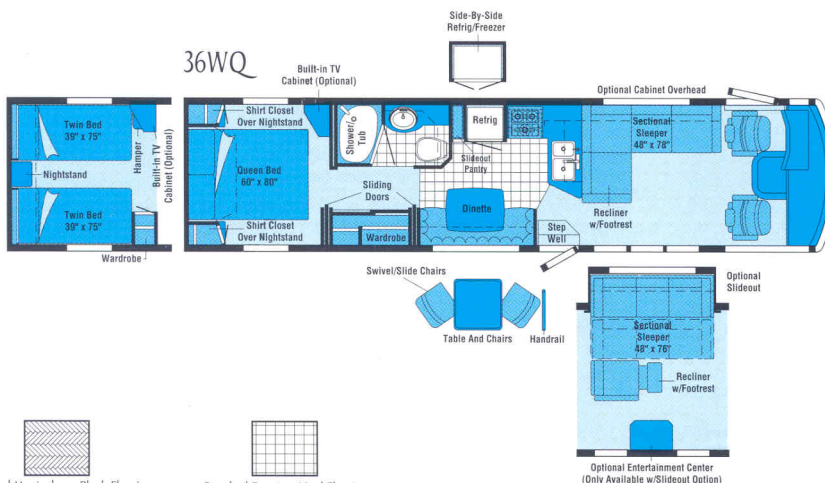 Side-By-Side
Refrig/Freezer
36WQ
Built-in TV
Cabinet (Optional)
Optional Cabinet Overhead
Twin Bed
39" x 75"
Hamper
Built-in TV
Cabinet (Optional)
Nightstand
Twin Bed
39" x 75"
Wardrobe
Shirt Closet
Over Nightstand
Queen Bed
60" x 80"
Shirt Closet
Over Nightstand
Shower/
Tub
Sliding
Doors
Wardrobe
Slideout
Pantry
Refrig
Dinette
Step
Well
Sectional
Sleeper
48" x 78"
Recliner
w/Footrest
Swivel/Slide Chairs
Table And Chairs
Handrail
Optional
Slideout
Sectional
Sleeper
48" x 76"
Recliner
w/Footrest
Optional Entertainment Center
(Only Available w/Slideout Option)